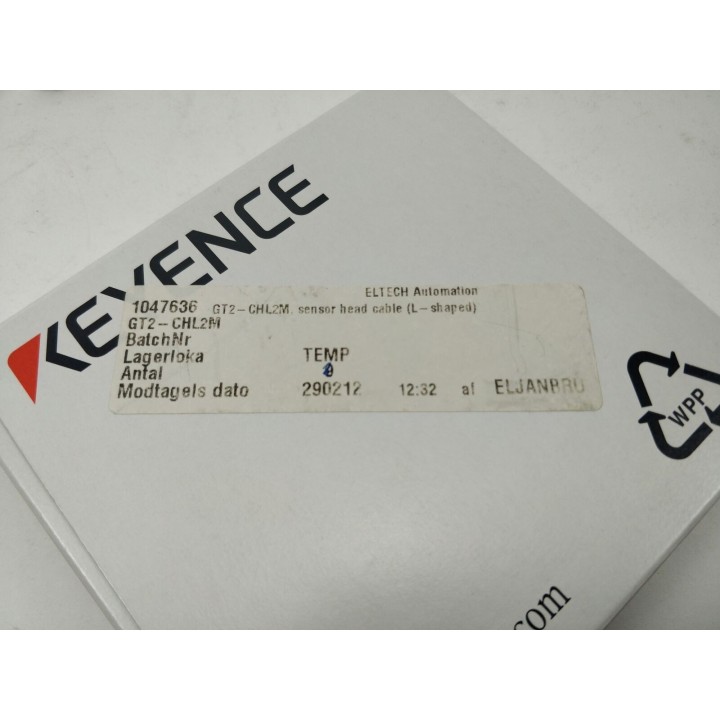 KEYENCE
ELTECH Automation
1047636 GT2-CHL2M, sensor head cable (L-shaped)
GT2-CHL2M
BatchNr
Lagerloka TEMP
Antal
Modtagels dato 290212 12:32 af ELJANBRU
WPP
.com